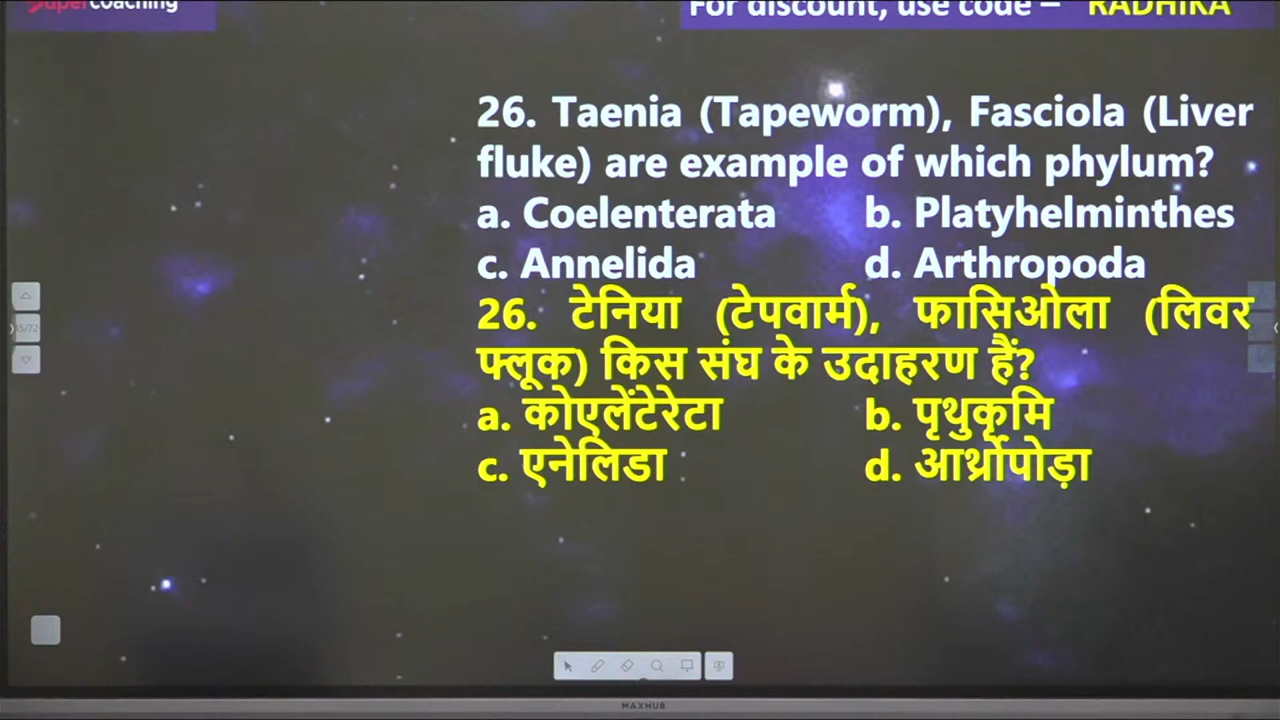 Supercoaching
For discount, use code – RADHIKA
26. Taenia (Tapeworm), Fasciola (Liver
fluke) are example of which phylum?
a. Coelenterata b. Platyhelminthes
c. Annelida d. Arthropoda
26. टेनिया (टेपवार्म), फासिओला (लिवर
फ्लूक) किस संघ के उदाहरण हैं?
a. कोएलेंटेरेटा b. पृथुकृमि
c. एनेलिडा d. आर्थ्रोपोड़ा
MAXHUB